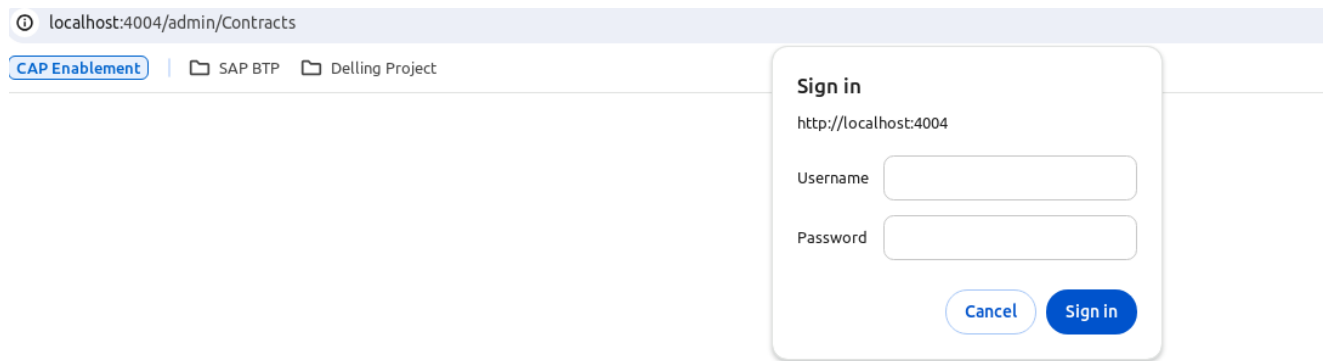 localhost:4004/admin/Contracts
CAP Enablement SAP BTP Delling Project
Sign in
http://localhost:4004
Username
Password
Cancel Sign in